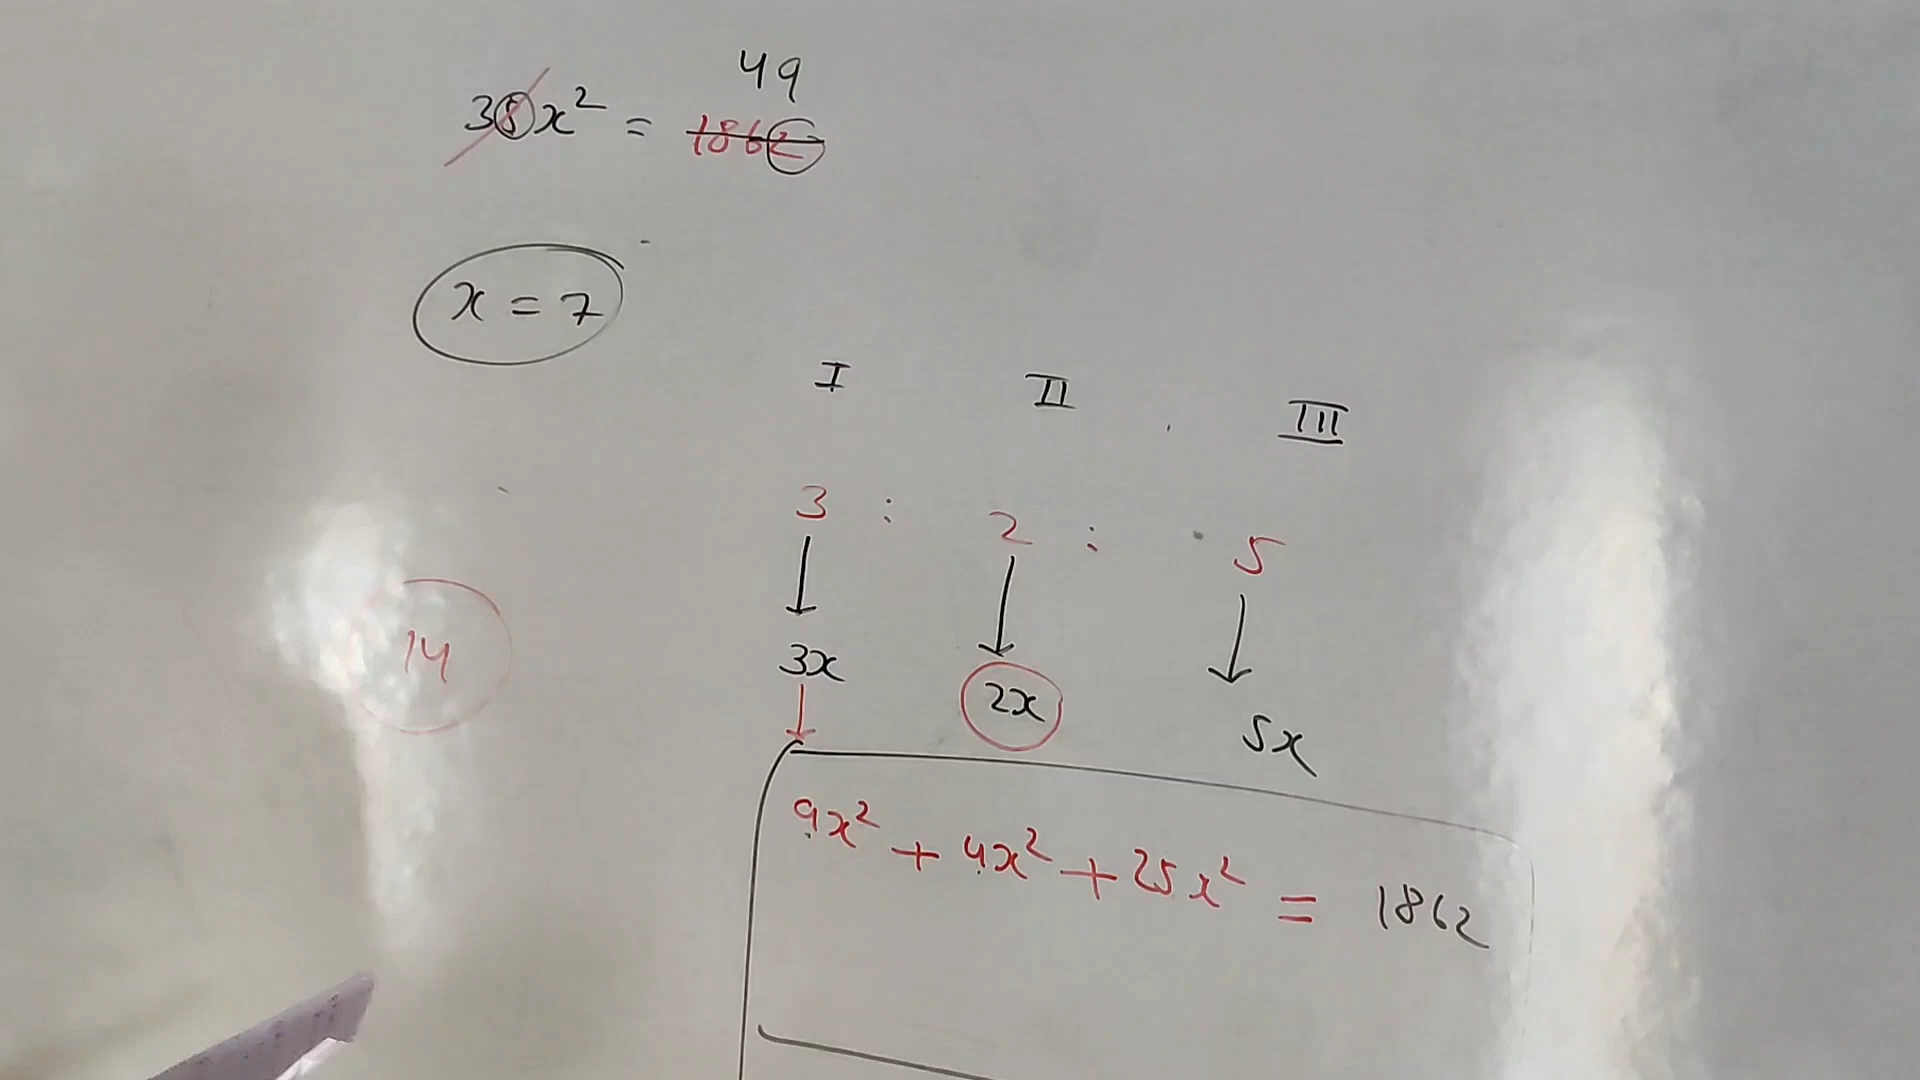 49
38x² = 1862
x = 7
I II III
3 : 2 : 5
14
3x 2x 5x
9x² + 4x² + 25x² = 1862